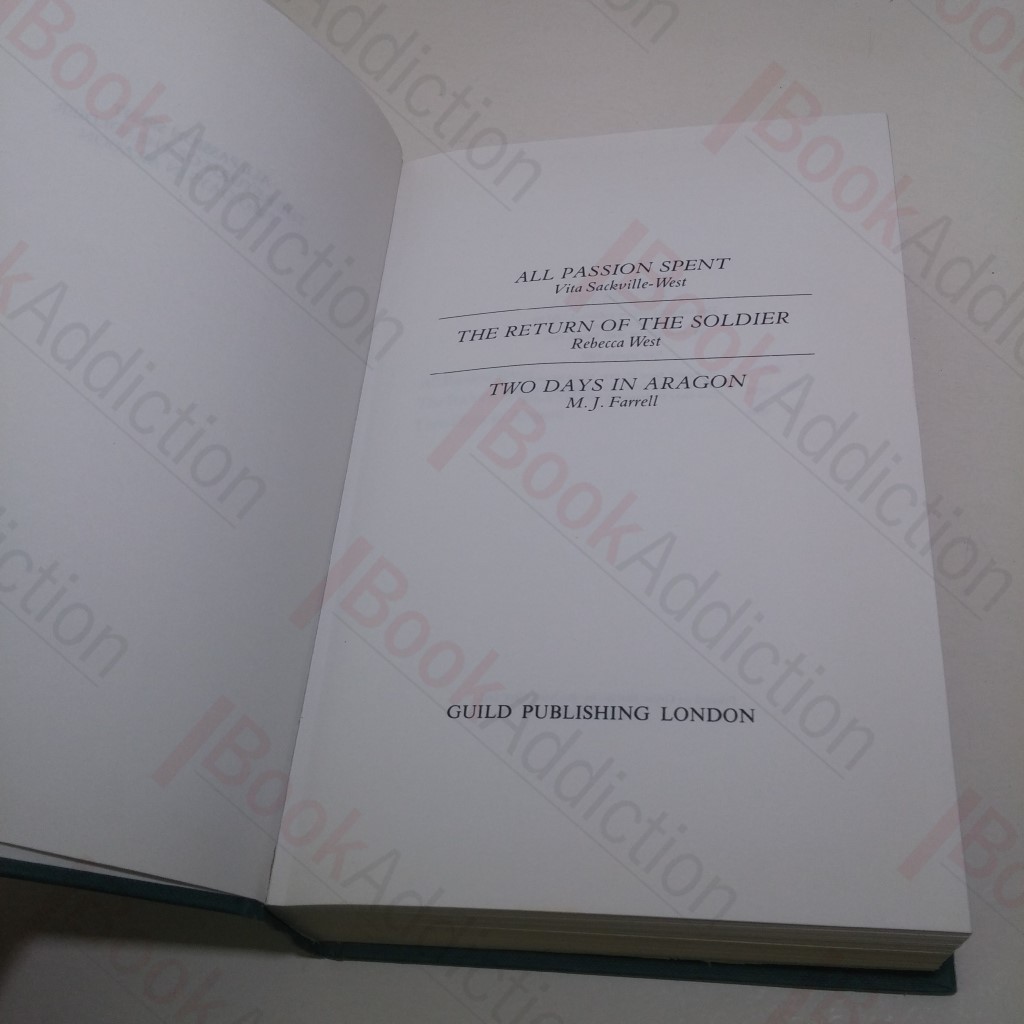 ALL PASSION SPENT
Vita Sackville-West
THE RETURN OF THE SOLDIER
Rebecca West
TWO DAYS IN ARAGON
M. J. Farrell
GUILD PUBLISHING LONDON
BookAddiction